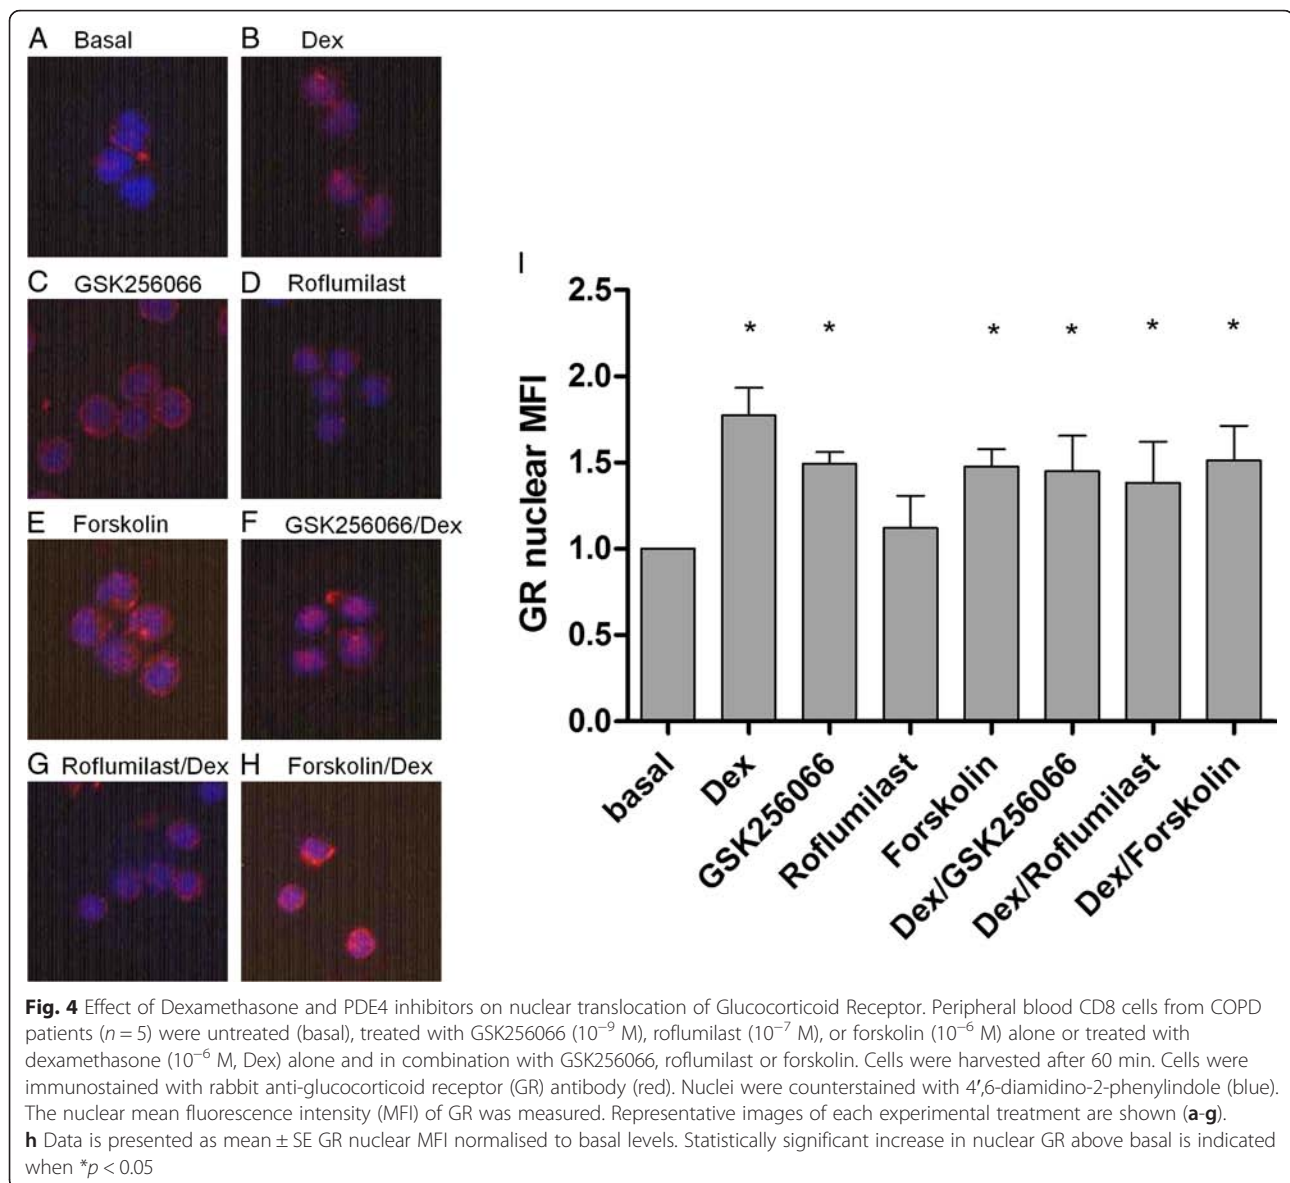 A Basal
B Dex
C GSK256066
D Roflumilast
E Forskolin
F GSK256066/Dex
G Roflumilast/Dex
H Forskolin/Dex
I
GR nuclear MFI
2.5
2.0
1.5
1.0
0.5
0.0
* * * * * *
basal
Dex
GSK256066
Roflumilast
Forskolin
Dex/GSK256066
Dex/Roflumilast
Dex/Forskolin
Fig. 4 Effect of Dexamethasone and PDE4 inhibitors on nuclear translocation of Glucocorticoid Receptor. Peripheral blood CD8 cells from COPD
patients (n = 5) were untreated (basal), treated with GSK256066 (10⁻⁹ M), roflumilast (10⁻⁷ M), or forskolin (10⁻⁶ M) alone or treated with
dexamethasone (10⁻⁶ M, Dex) alone and in combination with GSK256066, roflumilast or forskolin. Cells were harvested after 60 min. Cells were
immunostained with rabbit anti-glucocorticoid receptor (GR) antibody (red). Nuclei were counterstained with 4′,6-diamidino-2-phenylindole (blue).
The nuclear mean fluorescence intensity (MFI) of GR was measured. Representative images of each experimental treatment are shown (a-g).
h Data is presented as mean ± SE GR nuclear MFI normalised to basal levels. Statistically significant increase in nuclear GR above basal is indicated
when *p < 0.05